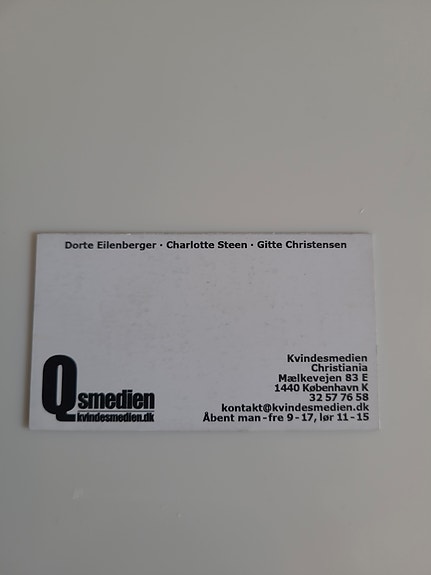 Dorte Eilenberger · Charlotte Steen · Gitte Christensen
Qsmedien
kvindesmedien.dk
Kvindesmedien
Christiania
Mælkevejen 83 E
1440 København K
32 57 76 58
kontakt@kvindesmedien.dk
Åbent man-fre 9-17, lør 11-15